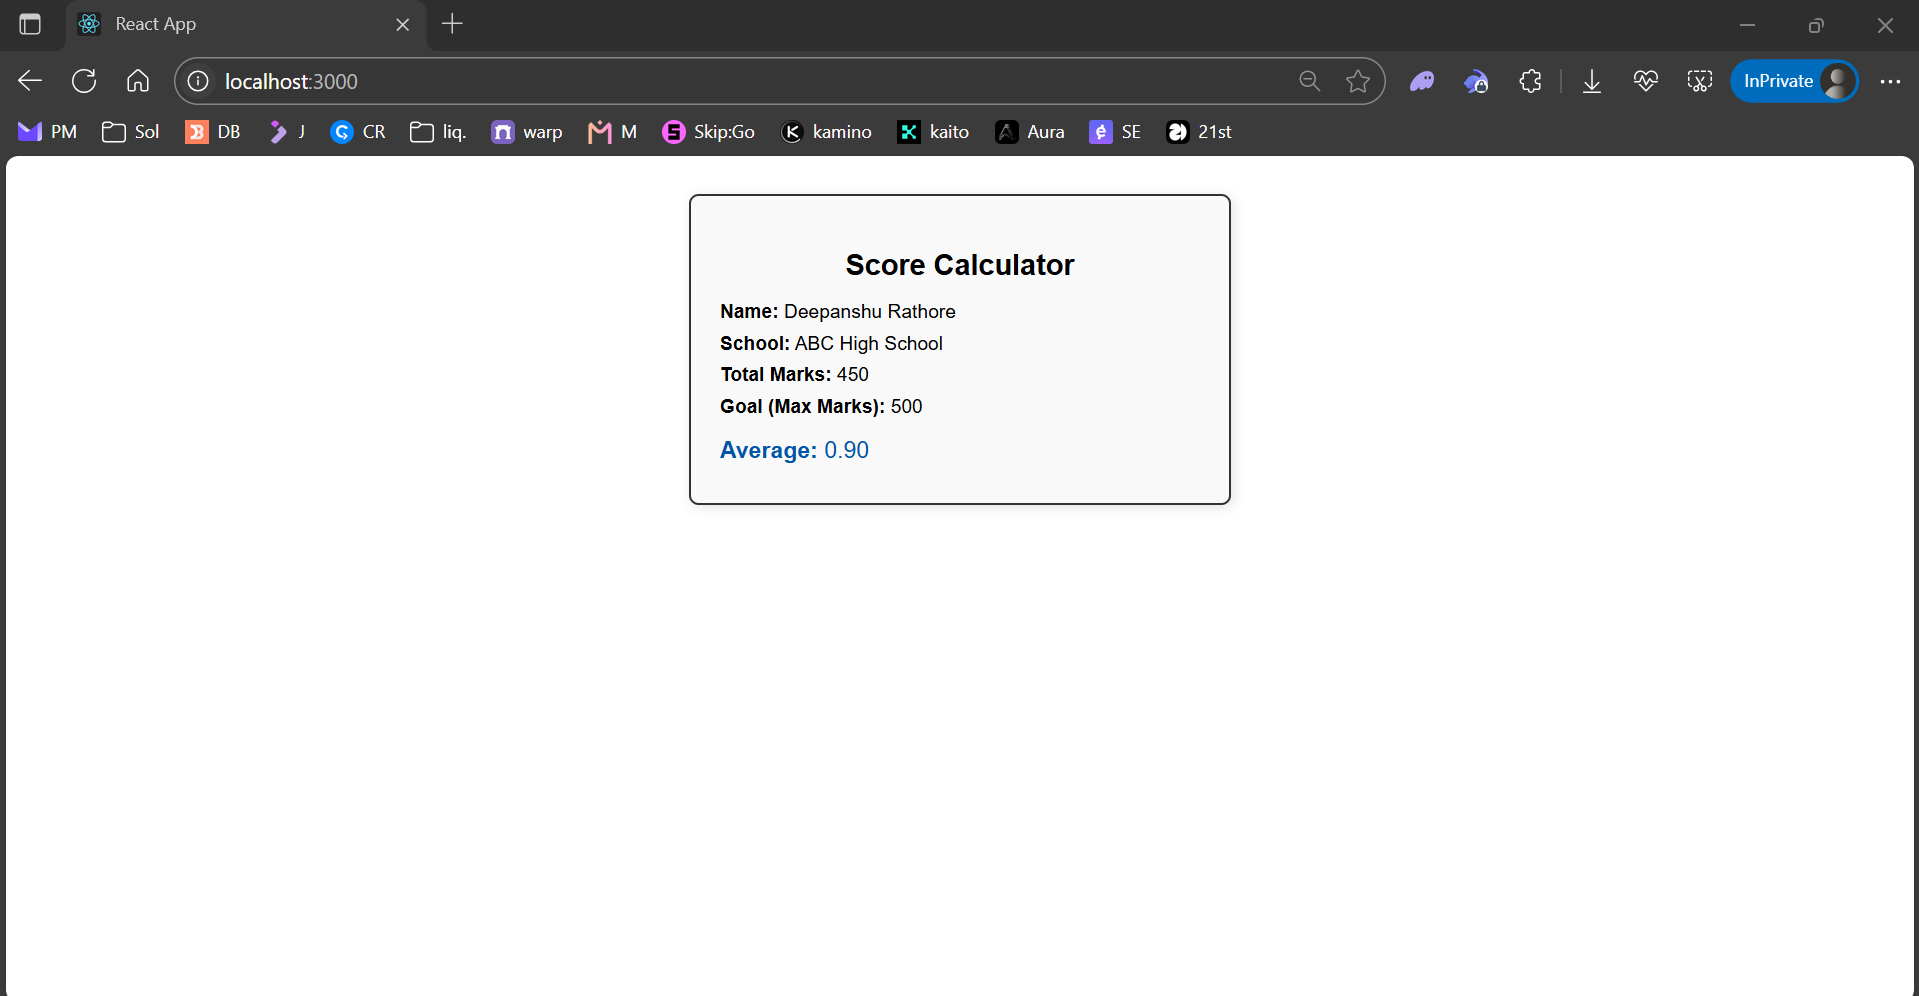 React App
localhost:3000
InPrivate
PM Sol DB J CR liq. warp M Skip:Go kamino kaito Aura SE 21st
Score Calculator
Name: Deepanshu Rathore
School: ABC High School
Total Marks: 450
Goal (Max Marks): 500
Average: 0.90